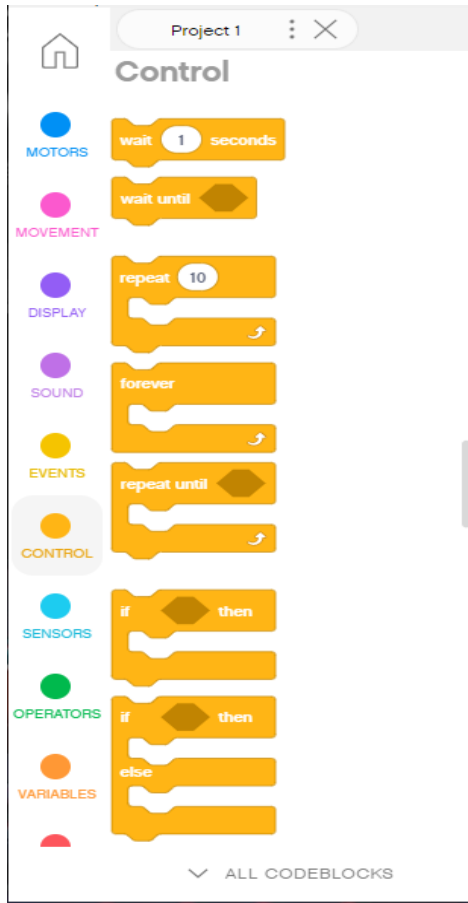 Project 1
Control
MOTORS
MOVEMENT
DISPLAY
SOUND
EVENTS
CONTROL
SENSORS
OPERATORS
VARIABLES
wait 1 seconds
wait until
repeat 10
forever
repeat until
if then
if then
else
ALL CODEBLOCKS